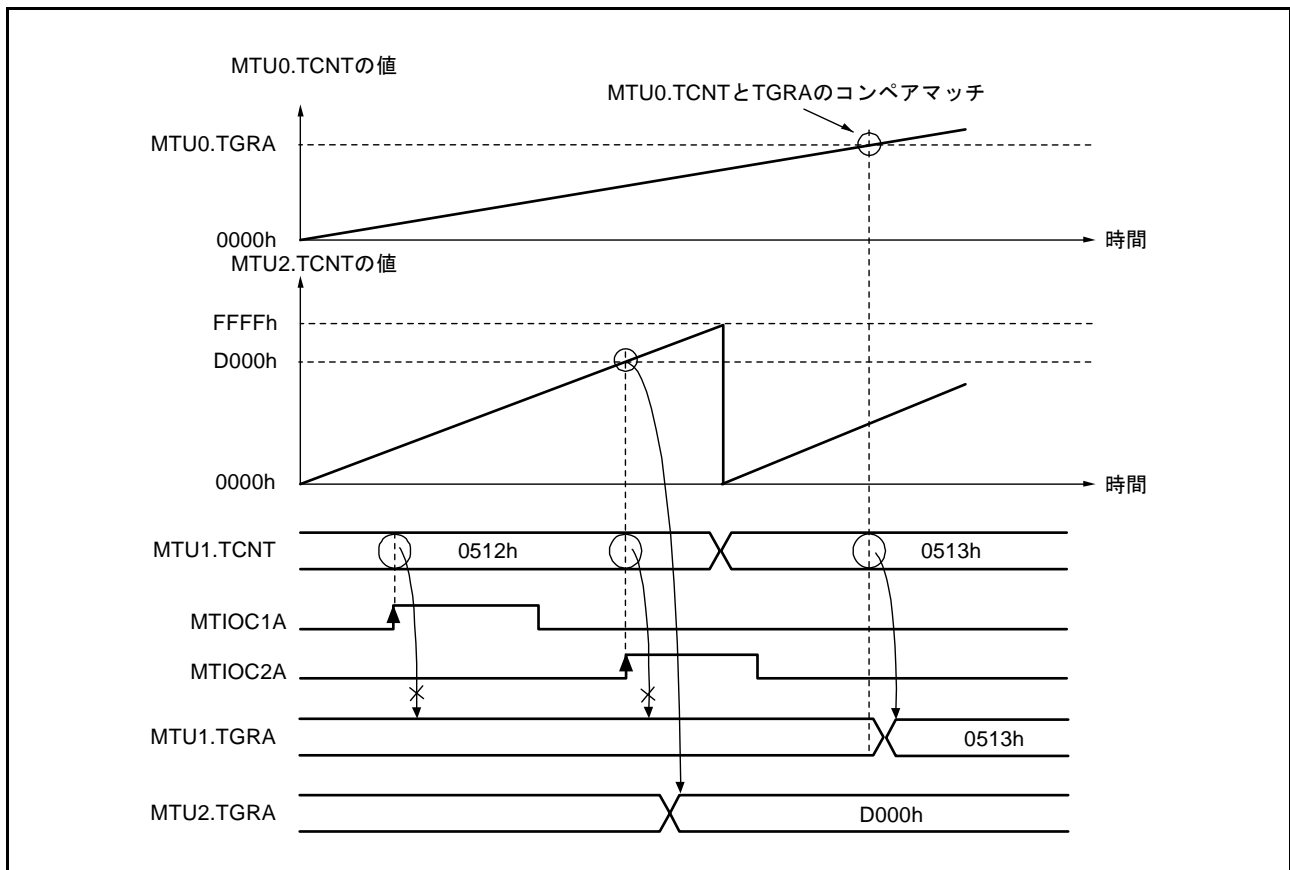 MTU0.TCNTの値
MTU0.TCNTとTGRAのコンペアマッチ
MTU0.TGRA
0000h
時間
MTU2.TCNTの値
FFFFh
D000h
0000h
時間
MTU1.TCNT
0512h
0513h
MTIOC1A
MTIOC2A
MTU1.TGRA
0513h
MTU2.TGRA
D000h